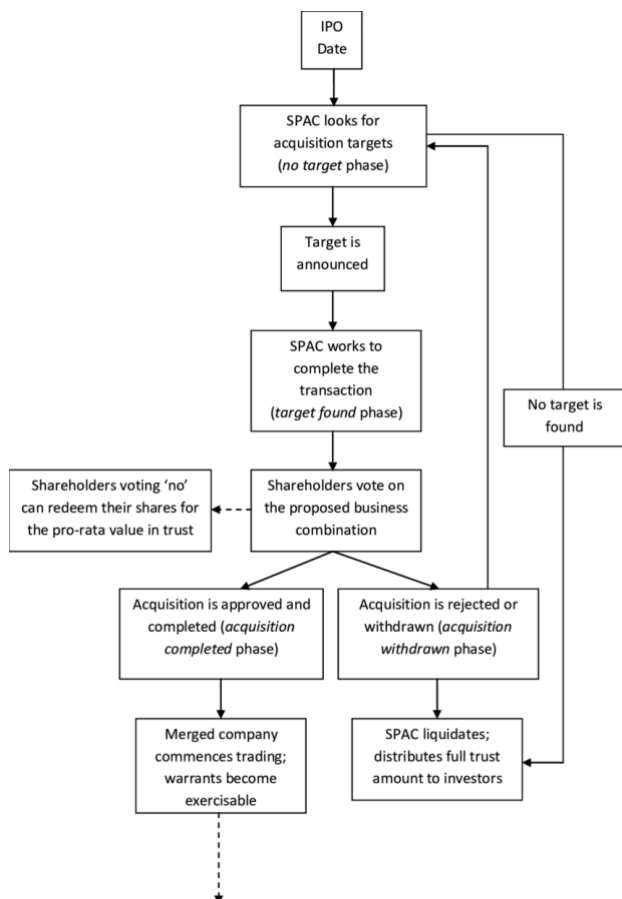 IPO
Date
SPAC looks for
acquisition targets
(no target phase)
Target is
announced
SPAC works to
complete the
transaction
(target found phase)
No target is
found
Shareholders voting ‘no’
can redeem their shares for
the pro-rata value in trust
Shareholders vote on
the proposed business
combination
Acquisition is approved and
completed (acquisition
completed phase)
Acquisition is rejected or
withdrawn (acquisition
withdrawn phase)
Merged company
commences trading;
warrants become
exercisable
SPAC liquidates;
distributes full trust
amount to investors